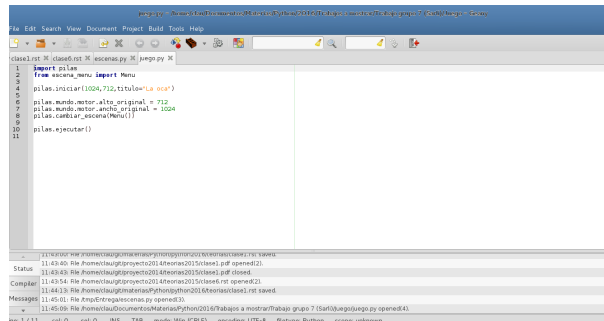 File Edit Search View Document Project Build Tools Help
clase1.rst clase6.rst escenas.py juego.py
1 import pilas
2 from escena_menu import Menu
3
4 pilas.iniciar(1024,712,titulo="La oca")
5
6 pilas.mundo.motor.alto_original = 712
7 pilas.mundo.motor.ancho_original = 1024
8 pilas.cambiar_escena(Menu())
9
10 pilas.ejecutar()
11
Status
Compiler
Messages
11:43:40: File /home/clau/git/proyecto2014/teorias2015/clase1.pdf opened(2).
11:43:43: File /home/clau/git/proyecto2014/teorias2015/clase1.pdf closed.
11:43:54: File /home/clau/git/proyecto2014/teorias2015/clase6.rst opened(2).
11:44:13: File /home/clau/git/materias/Python/python2016/teorias/clase1.rst saved.
11:45:01: File /tmp/Entrega/escenas.py opened(3).
11:45:09: File /home/clau/Documentos/Materias/Python/2016/Trabajos a mostrar/Trabajo grupo 7 (Sarli)/juego/juego.py opened(4).